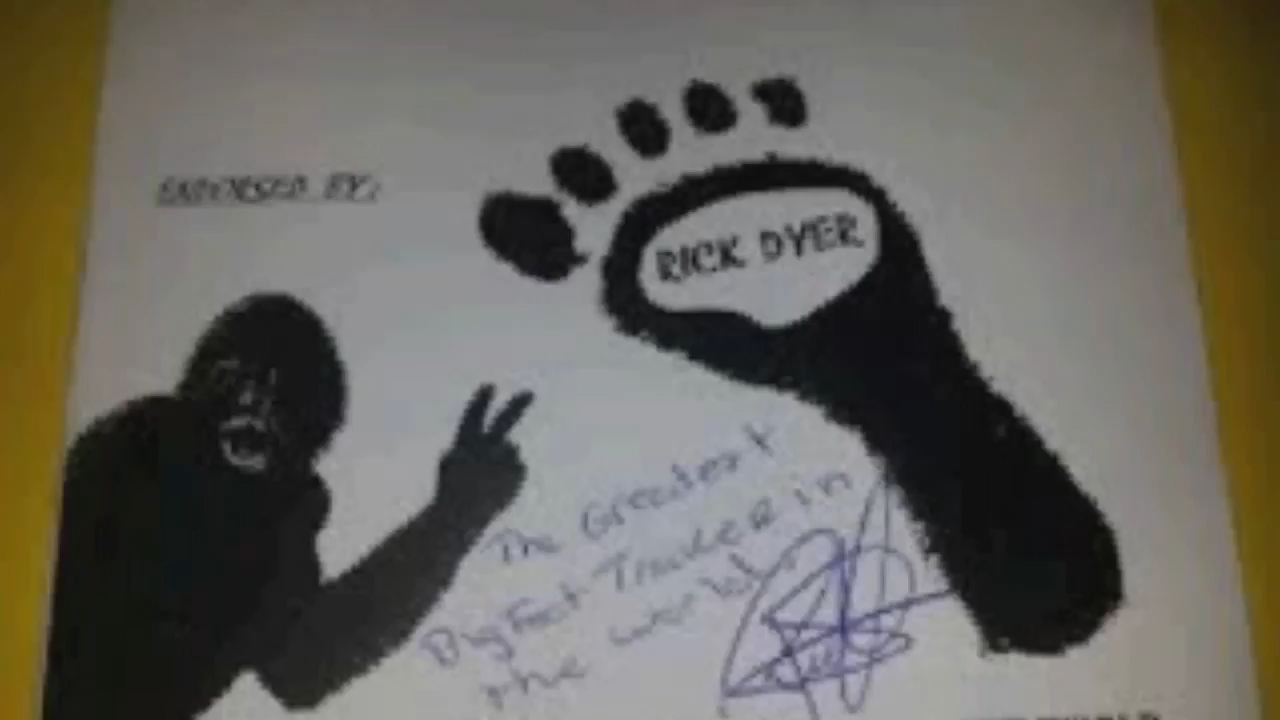 ENDORSED BY:
RICK DYER
The Greatest
Bigfoot Tracker in
the world